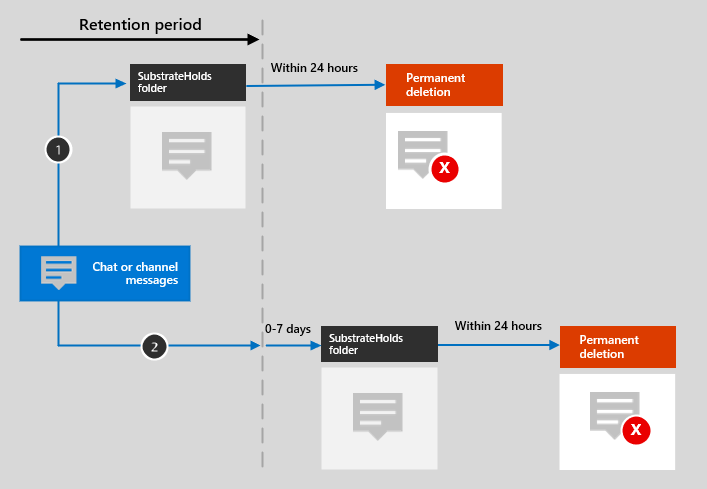 Retention period
SubstrateHolds
folder
Within 24 hours
Permanent
deletion
X
1
Chat or channel
messages
2
0-7 days
SubstrateHolds
folder
Within 24 hours
Permanent
deletion
X